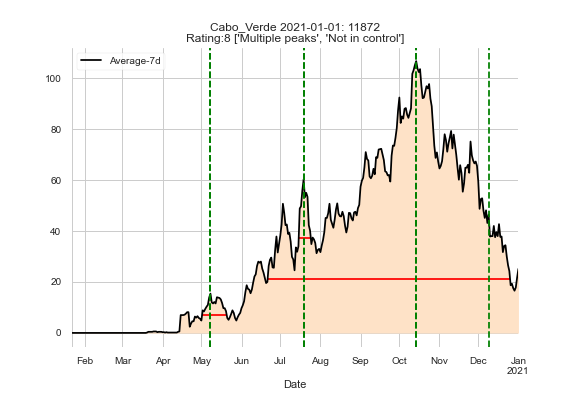 Cabo_Verde 2021-01-01: 11872
Rating:8 ['Multiple peaks', 'Not in control']
Average-7d
100
80
60
40
20
0
Feb Mar Apr May Jun Jul Aug Sep Oct Nov Dec Jan
2021
Date